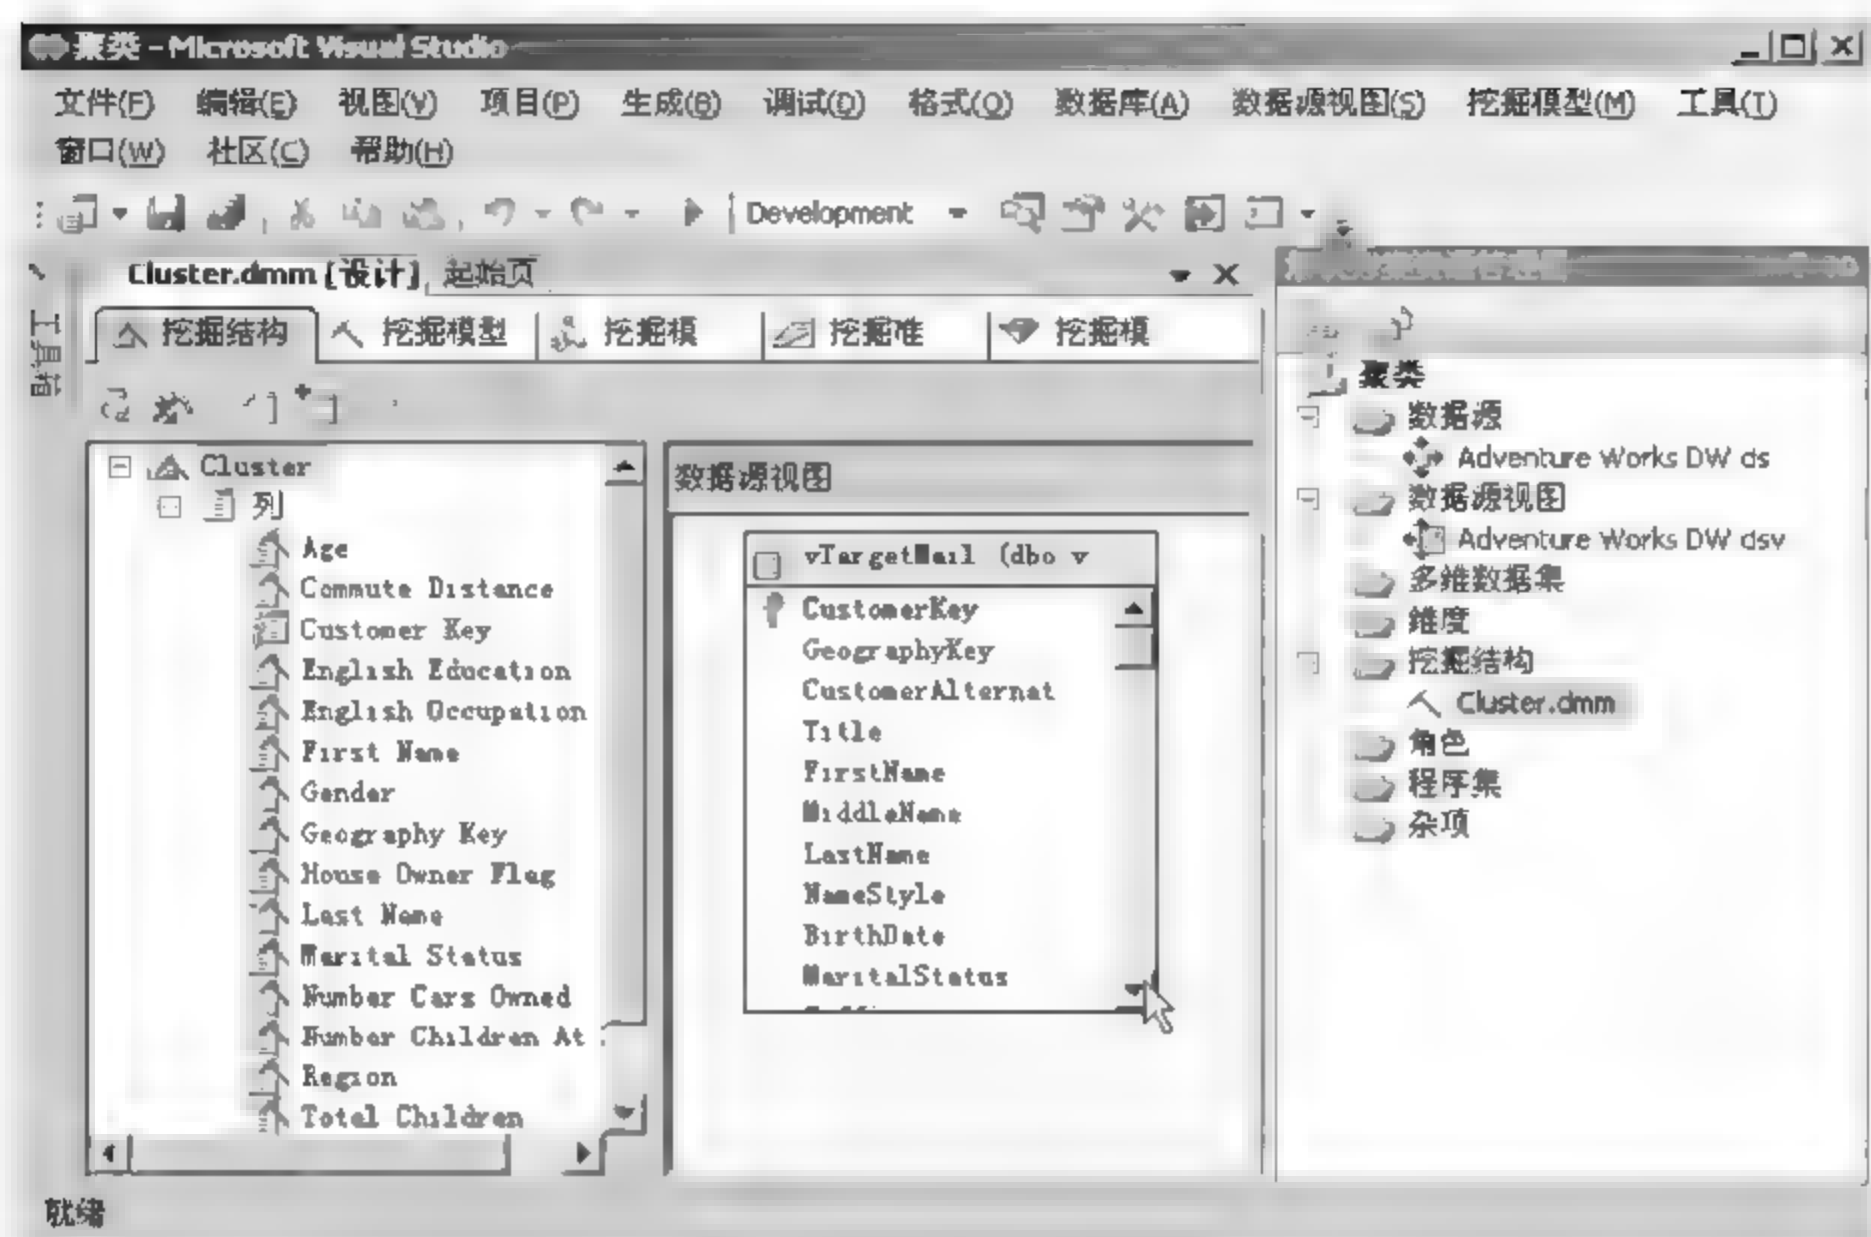 聚类 - Microsoft Visual Studio
文件(F) 编辑(E) 视图(V) 项目(P) 生成(B) 调试(D) 格式(O) 数据库(A) 数据源视图(S) 挖掘模型(M) 工具(T)
窗口(W) 社区(C) 帮助(H)
Development
工具箱
Cluster.dmm [设计] 起始页
挖掘结构 挖掘模型 挖掘模 挖掘准 挖掘模
Cluster
列
Age
Commute Distance
Customer Key
English Education
English Occupation
First Name
Gender
Geography Key
House Owner Flag
Last Name
Marital Status
Number Cars Owned
Number Children At
Region
Total Children
数据源视图
vTargetMail (dbo v
CustomerKey
GeographyKey
CustomerAlternat
Title
FirstName
MiddleName
LastName
NameStyle
BirthDate
MaritalStatus
聚类
数据源
Adventure Works DW ds
数据源视图
Adventure Works DW dsv
多维数据集
维度
挖掘结构
Cluster.dmm
角色
程序集
杂项
就绪